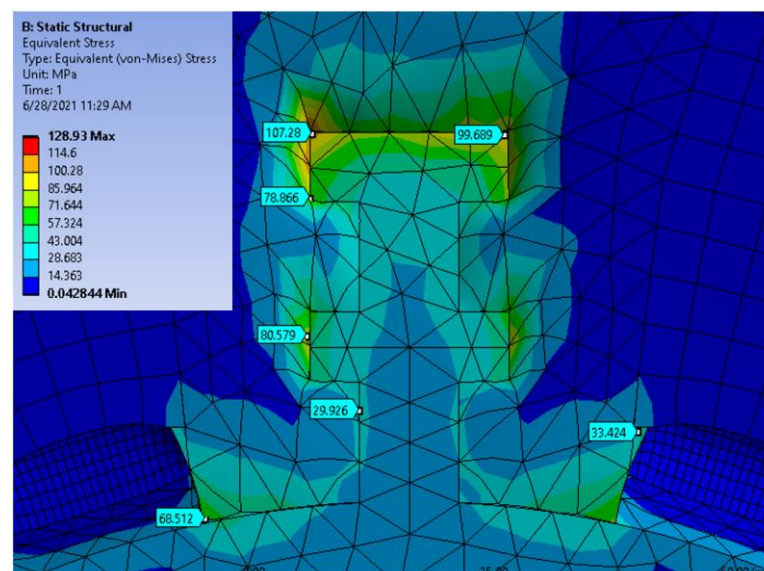 B: Static Structural
Equivalent Stress
Type: Equivalent (von-Mises) Stress
Unit: MPa
Time: 1
6/28/2021 11:29 AM
128.93 Max
114.6
100.28
85.964
71.644
57.324
43.004
28.683
14.363
0.042844 Min
107.28
99.689
78.866
80.579
29.926
33.424
68.512